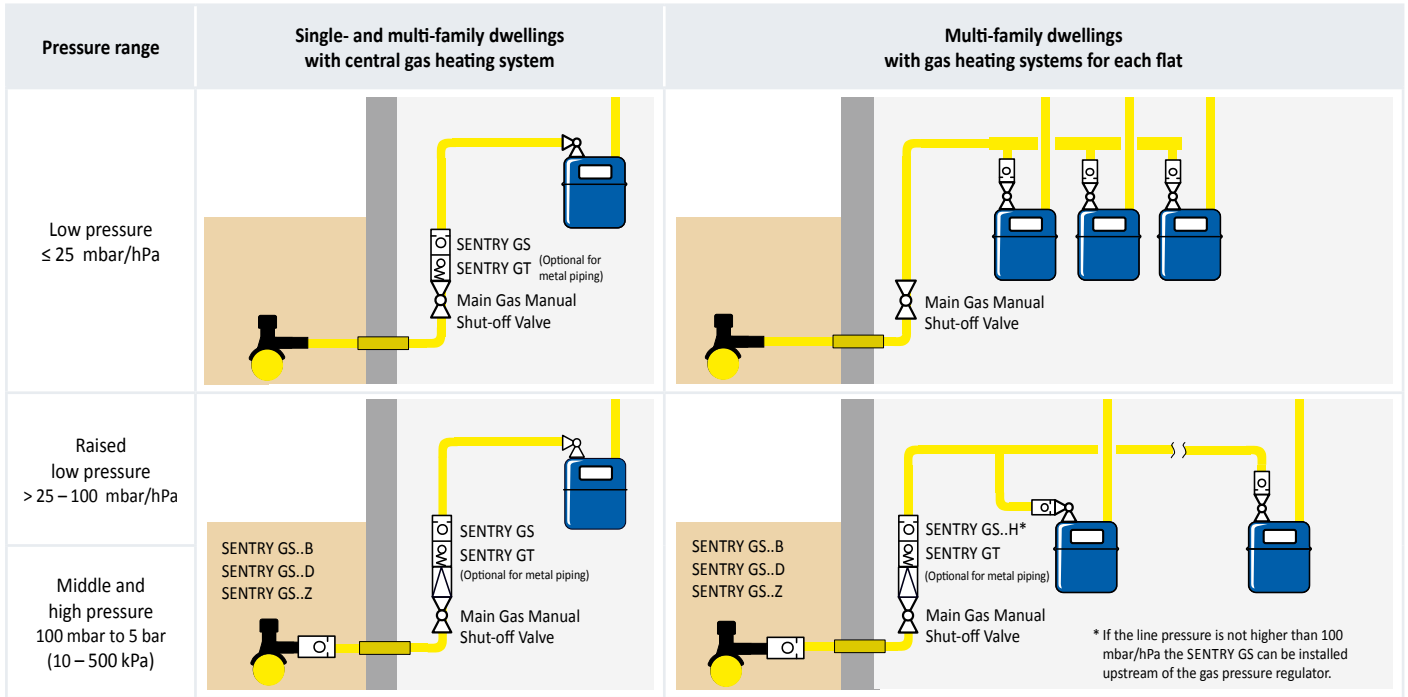 Pressure range
Single- and multi-family dwellings
with central gas heating system
Multi-family dwellings
with gas heating systems for each flat
Low pressure
≤ 25 mbar/hPa
SENTRY GS
SENTRY GT
(Optional for
metal piping)
Main Gas Manual
Shut-off Valve
Main Gas Manual
Shut-off Valve
Raised
low pressure
> 25 – 100 mbar/hPa
Middle and
high pressure
100 mbar to 5 bar
(10 – 500 kPa)
SENTRY GS..B
SENTRY GS..D
SENTRY GS..Z
SENTRY GS
SENTRY GT
(Optional for metal piping)
Main Gas Manual
Shut-off Valve
SENTRY GS..B
SENTRY GS..D
SENTRY GS..Z
SENTRY GS..H*
SENTRY GT
(Optional for metal piping)
Main Gas Manual
Shut-off Valve
* If the line pressure is not higher than 100
mbar/hPa the SENTRY GS can be installed
upstream of the gas pressure regulator.